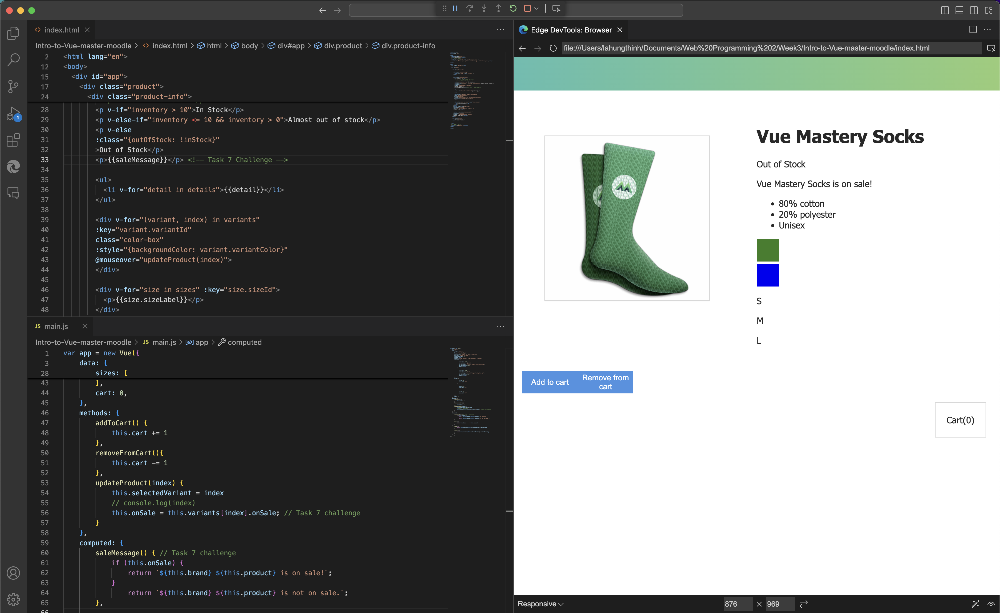 index.html
Intro-to-Vue-master-moodle > index.html > html > body > div#app > div.product > div.product-info
2 <html lang="en">
12 <body>
15 <div id="app">
17 <div class="product">
24 <div class="product-info">
28 <p v-if="inventory > 10">In Stock</p>
29 <p v-else-if="inventory <= 10 && inventory > 0">Almost out of stock</p>
30 <p v-else
31 :class="{outOfStock: !inStock}"
32 >Out of Stock</p>
33 <p>{{saleMessage}}</p> <!-- Task 7 Challenge -->
34
35 <ul>
36 <li v-for="detail in details">{{detail}}</li>
37 </ul>
38
39 <div v-for="(variant, index) in variants"
40 :key="variant.variantId"
41 class="color-box"
42 :style="{backgroundColor: variant.variantColor}"
43 @mouseover="updateProduct(index)">
44 </div>
45
46 <div v-for="size in sizes" :key="size.sizeId">
47 <p>{{size.sizeLabel}}</p>
48 </div>
1
JS main.js
Intro-to-Vue-master-moodle > JS main.js > app > computed
1 var app = new Vue({
3 data: {
28 sizes: [
43 ],
44 cart: 0,
45 },
46 methods: {
47 addToCart() {
48 this.cart += 1
49 },
50 removeFromCart(){
51 this.cart -= 1
52 },
53 updateProduct(index) {
54 this.selectedVariant = index
55 // console.log(index)
56 this.onSale = this.variants[index].onSale; // Task 7 challenge
57 }
58 },
59 computed: {
60 saleMessage() { // Task 7 challenge
61 if (this.onSale) {
62 return `${this.brand} ${this.product} is on sale!`;
63 }
64 return `${this.brand} ${this.product} is not on sale.`;
65 },
66
Edge DevTools: Browser
file:///Users/lahungthinh/Documents/Web%20Programming%202/Week3/Intro-to-Vue-master-moodle/index.html
Vue Mastery Socks
Out of Stock
Vue Mastery Socks is on sale!
• 80% cotton
• 20% polyester
• Unisex
S
M
L
Add to cart
Remove from
cart
Cart(0)
Responsive
876 × 969